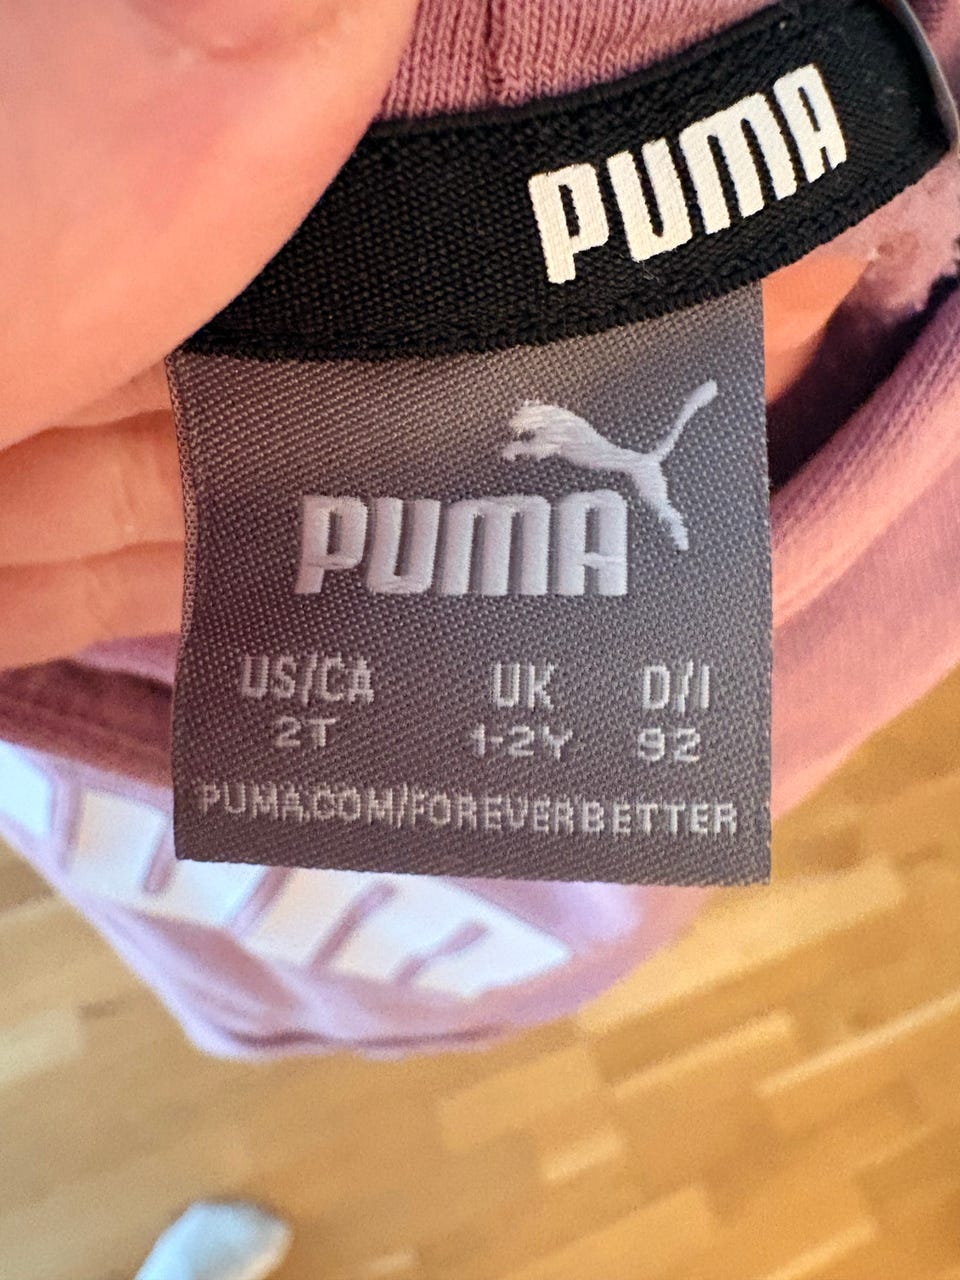 PUMA
PUMA
US/CA UK D/I
2T 1-2Y 92
PUMA.COM/FOREVERBETTER